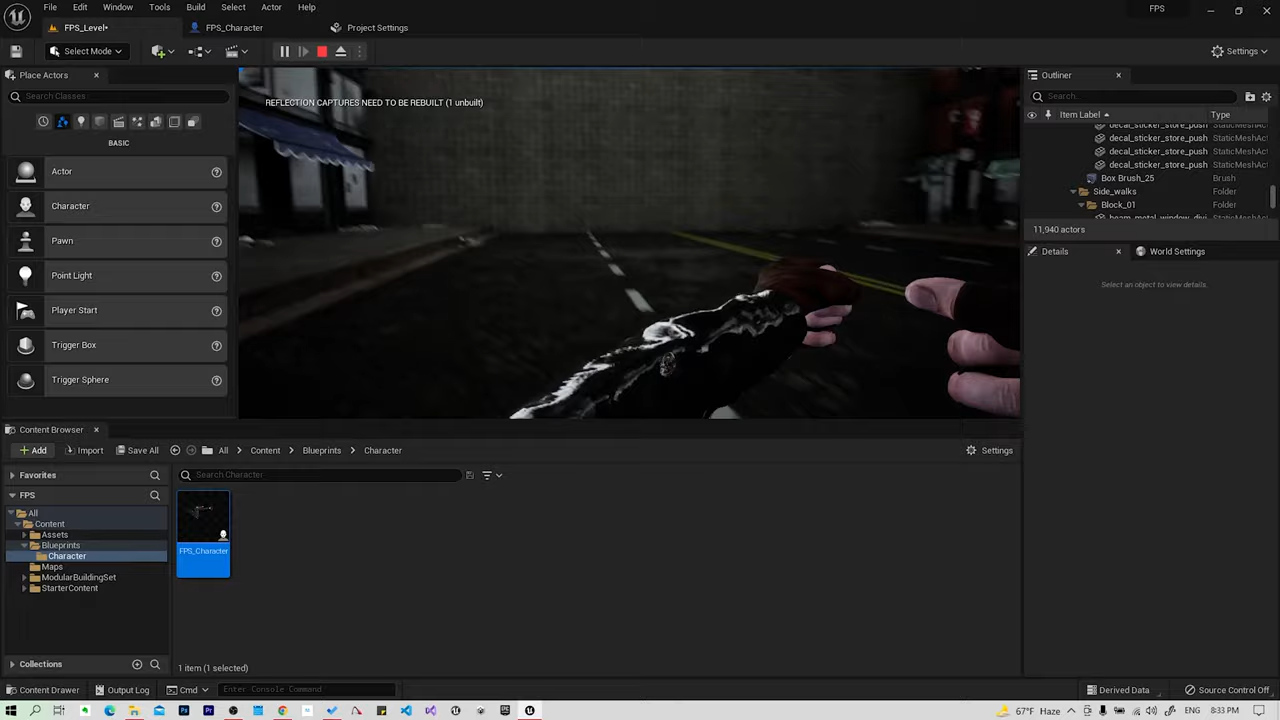 File Edit Window Tools Build Select Actor Help
FPS
FPS_Level•
FPS_Character
Project Settings
Select Mode
Settings
Place Actors
Search Classes
BASIC
Actor
Character
Pawn
Point Light
Player Start
Trigger Box
Trigger Sphere
REFLECTION CAPTURES NEED TO BE REBUILT (1 unbuilt)
Outliner
Search...
Item Label
Type
decal_sticker_store_push StaticMeshAct
decal_sticker_store_push StaticMeshAct
decal_sticker_store_push StaticMeshAct
decal_sticker_store_push StaticMeshAct
Box Brush_25 Brush
Side_walks Folder
Block_01 Folder
beam_metal_window_divi StaticMeshAct
11,940 actors
Details
World Settings
Select an object to view details.
Content Browser
Add
Import
Save All
All
Content
Blueprints
Character
Settings
Favorites
FPS
All
Content
Assets
Blueprints
Character
Maps
ModularBuildingSet
StarterContent
Collections
Search Character
FPS_Character
1 item (1 selected)
Content Drawer
Output Log
Cmd
Enter Console Command
Derived Data
Source Control Off
67°F Haze
ENG
8:33 PM